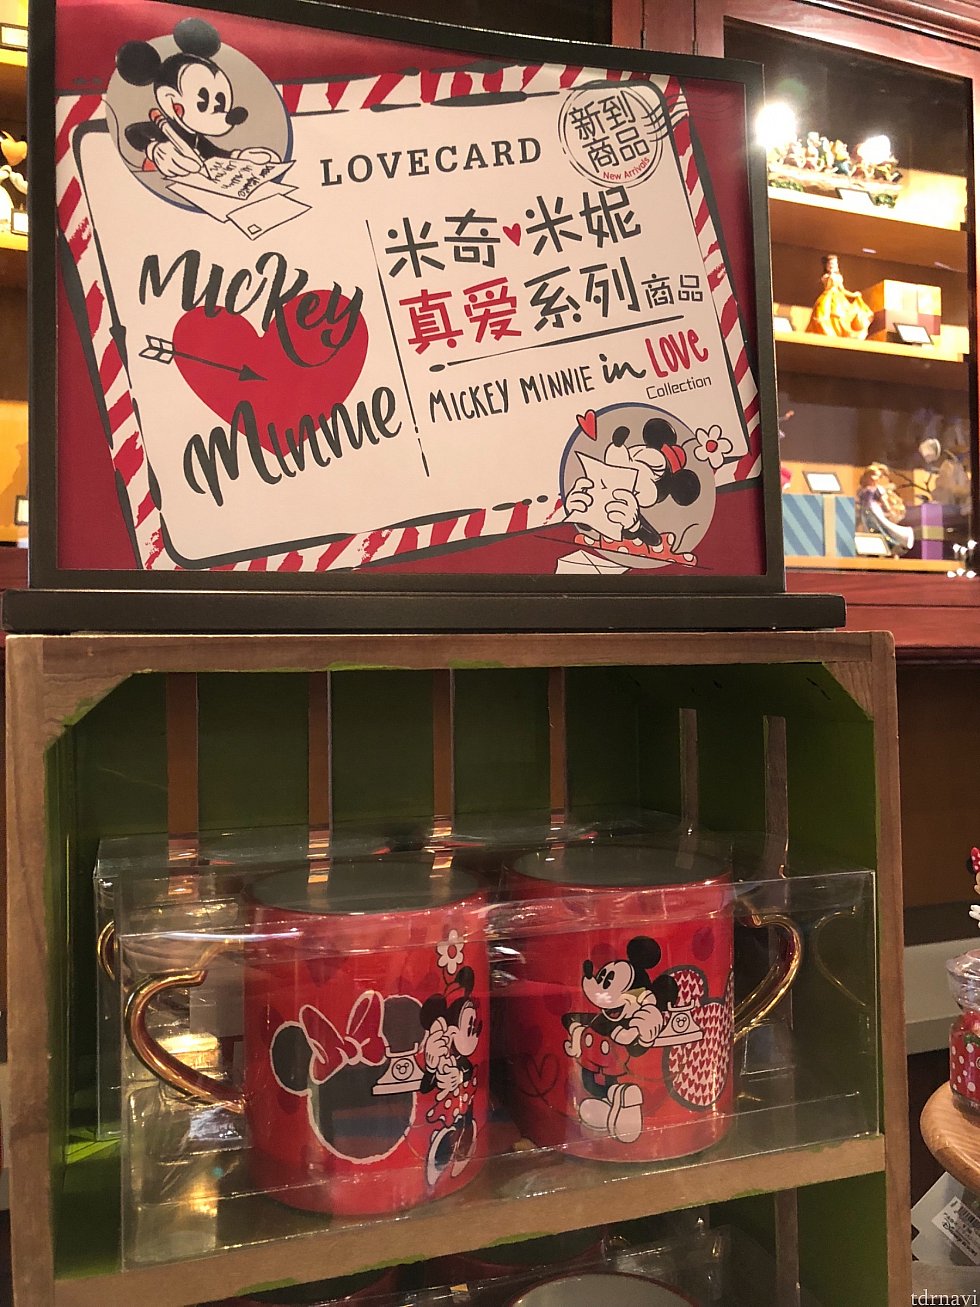 LOVECARD
新到
商品
New Arrivals
Mickey
Minnie
米奇♥米妮
真爱系列商品
MICKEY MINNIE in LOVE
Collection
tdrnavi